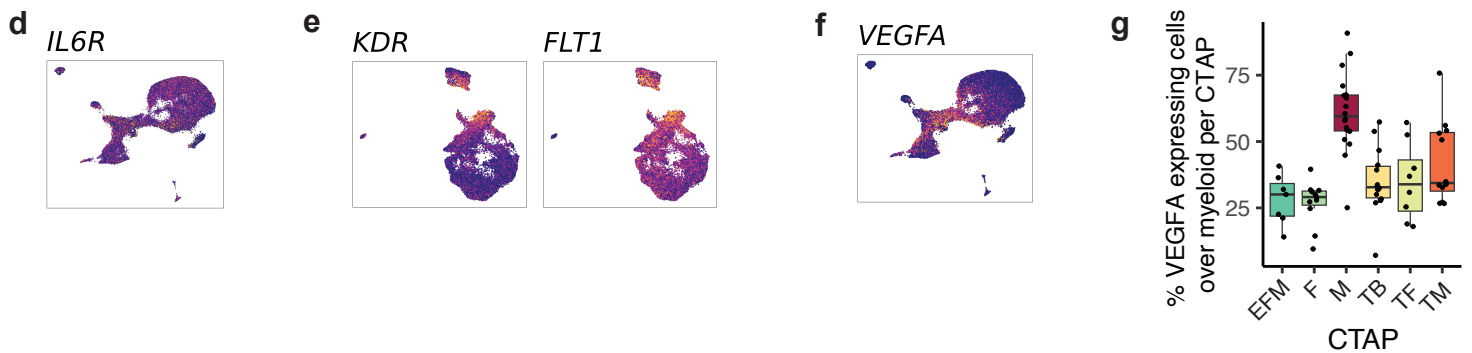 d
IL6R
e
KDR
FLT1
f
VEGFA
g
% VEGFA expressing cells
over myeloid per CTAP
75
50
25
EFM
F
M
TB
TF
TM
CTAP